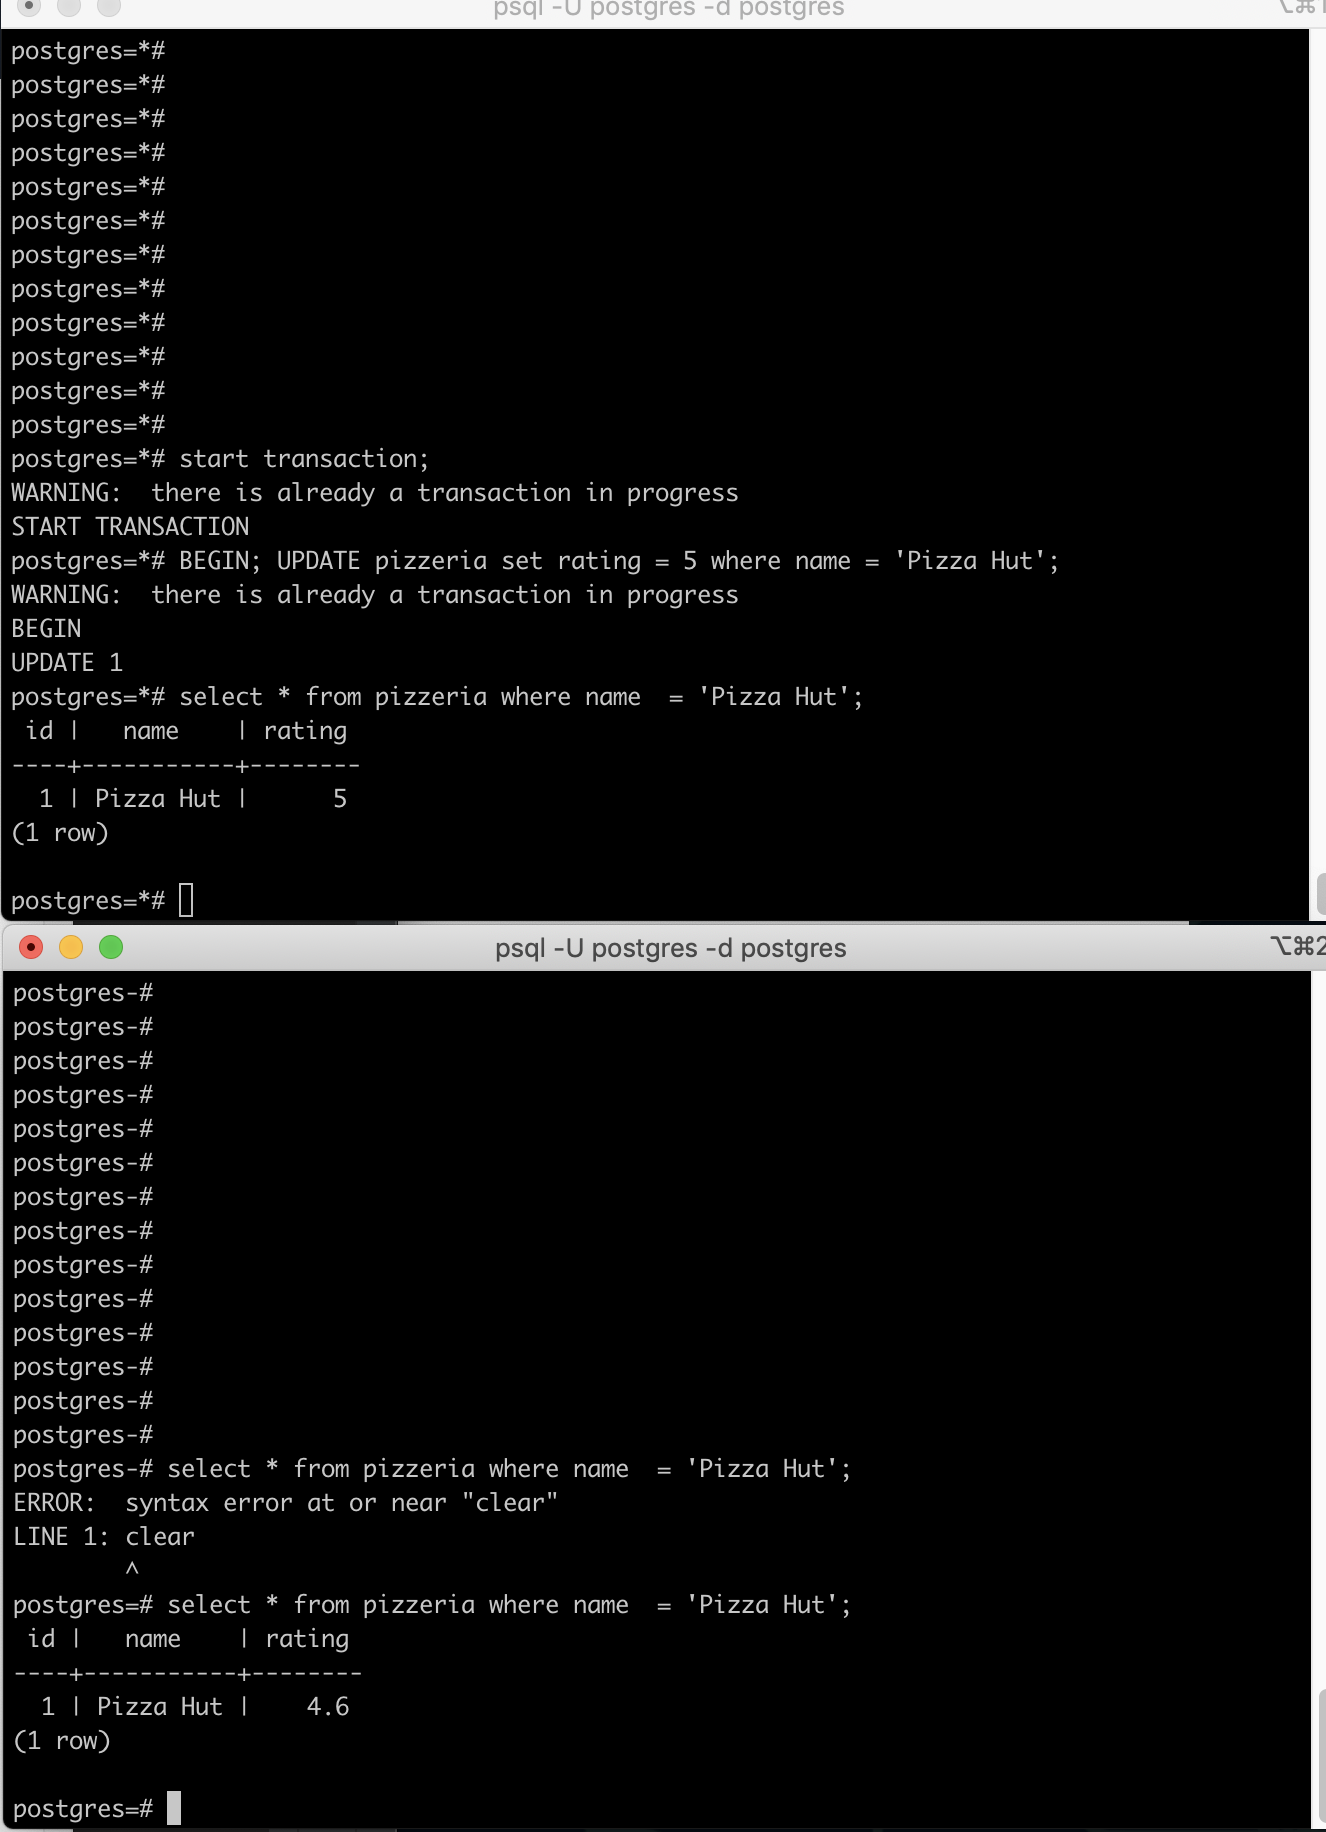 psql -U postgres -d postgres
postgres=*#
postgres=*#
postgres=*#
postgres=*#
postgres=*#
postgres=*#
postgres=*#
postgres=*#
postgres=*#
postgres=*#
postgres=*#
postgres=*#
postgres=*# start transaction;
WARNING:  there is already a transaction in progress
START TRANSACTION
postgres=*# BEGIN; UPDATE pizzeria set rating = 5 where name = 'Pizza Hut';
WARNING:  there is already a transaction in progress
BEGIN
UPDATE 1
postgres=*# select * from pizzeria where name  = 'Pizza Hut';
 id |   name    | rating
----+-----------+--------
  1 | Pizza Hut |      5
(1 row)
postgres=*#
psql -U postgres -d postgres ⌥⌘2
postgres-#
postgres-#
postgres-#
postgres-#
postgres-#
postgres-#
postgres-#
postgres-#
postgres-#
postgres-#
postgres-#
postgres-#
postgres-#
postgres-#
postgres-# select * from pizzeria where name  = 'Pizza Hut';
ERROR:  syntax error at or near "clear"
LINE 1: clear
        ^
postgres=# select * from pizzeria where name  = 'Pizza Hut';
 id |   name    | rating
----+-----------+--------
  1 | Pizza Hut |    4.6
(1 row)
postgres=#